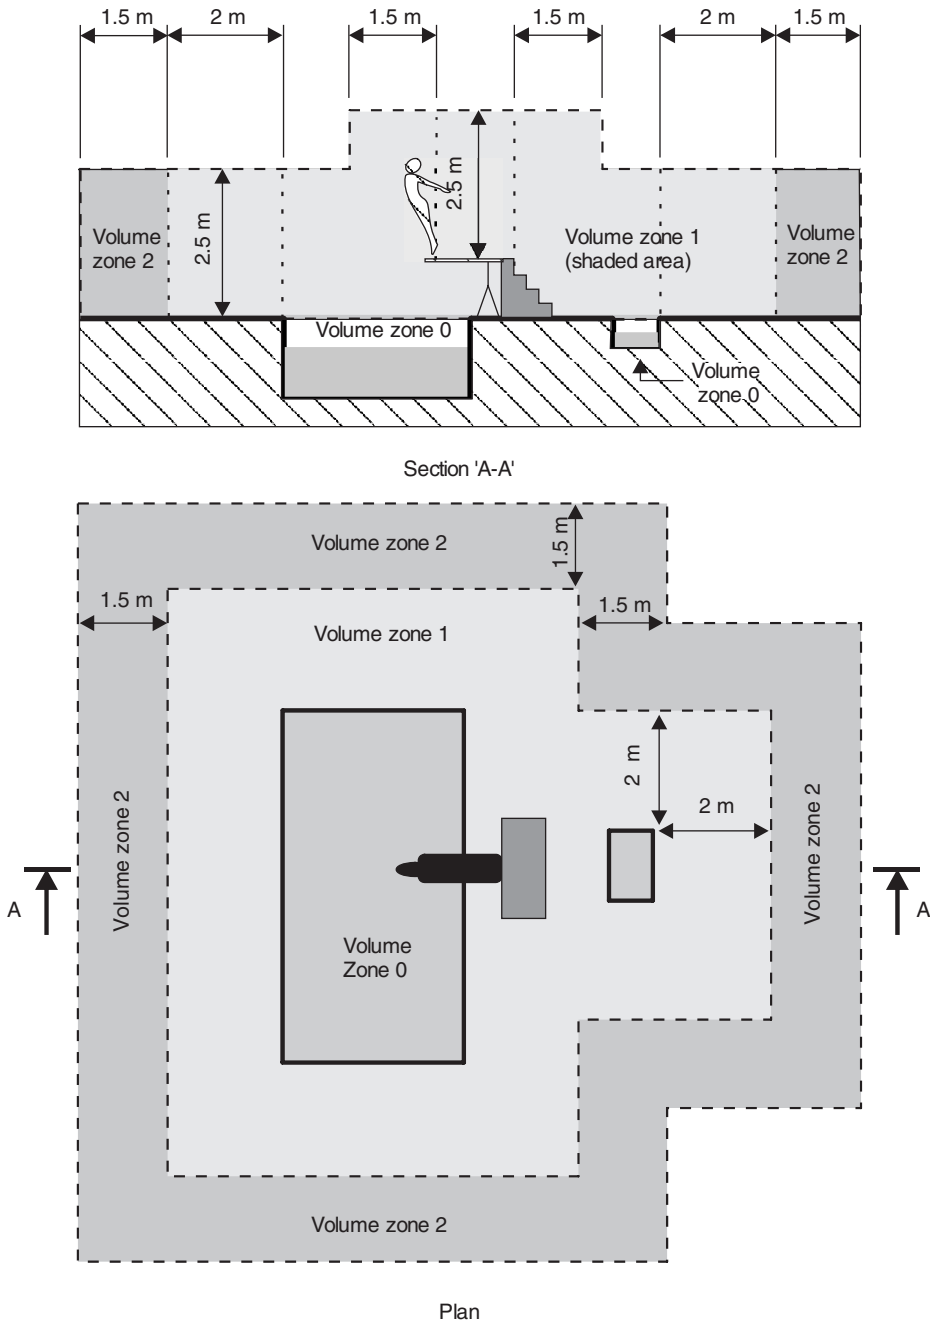 1.5 m
2 m
1.5 m
1.5 m
2 m
1.5 m
2.5 m
2.5 m
Volume
zone 2
Volume zone 1
(shaded area)
Volume
zone 2
Volume zone 0
Volume
zone 0
Section 'A-A'
Volume zone 2
1.5 m
1.5 m
1.5 m
Volume zone 1
2 m
2 m
Volume zone 2
Volume zone 2
A
A
Volume
Zone 0
Volume zone 2
Plan